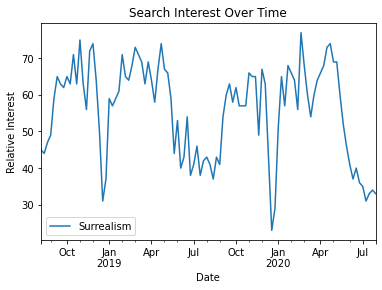 Search Interest Over Time
Relative Interest
70
60
50
40
30
Surrealism
Oct Jan Apr Jul Oct Jan Apr Jul
2019 2020
Date